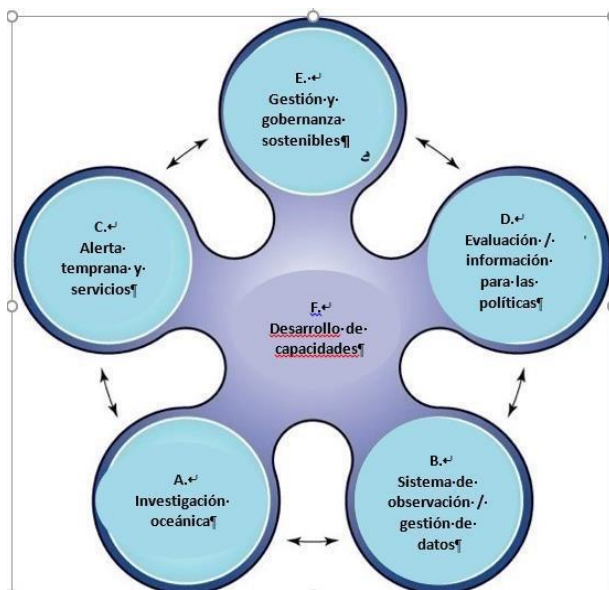 E.
Gestión y
gobernanza
sostenibles¶
C.
Alerta
temprana y
servicios¶
D.
Evaluación /
información
para las
políticas¶
F.
Desarrollo de
capacidades¶
A.
Investigación
oceánica¶
B.
Sistema de
observación /
gestión de
datos¶